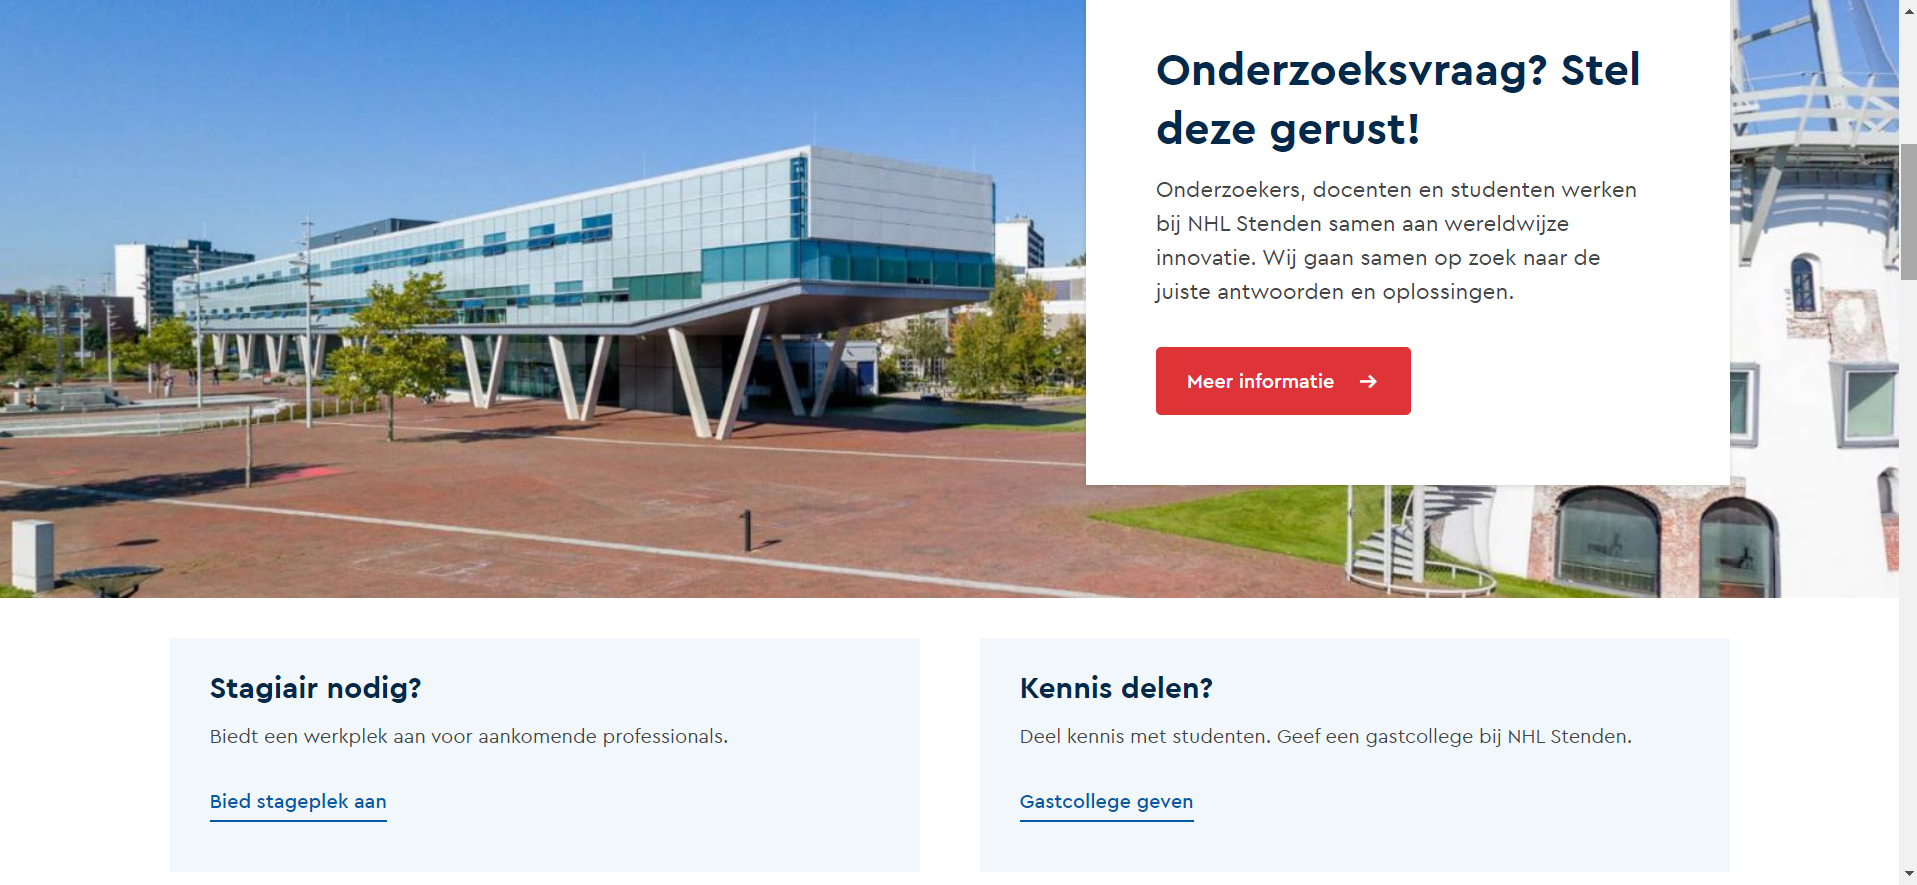 Onderzoeksvraag? Stel
deze gerust!
Onderzoekers, docenten en studenten werken
bij NHL Stenden samen aan wereldwijze
innovatie. Wij gaan samen op zoek naar de
juiste antwoorden en oplossingen.
Meer informatie
Stagiair nodig?
Biedt een werkplek aan voor aankomende professionals.
Bied stageplek aan
Kennis delen?
Deel kennis met studenten. Geef een gastcollege bij NHL Stenden.
Gastcollege geven